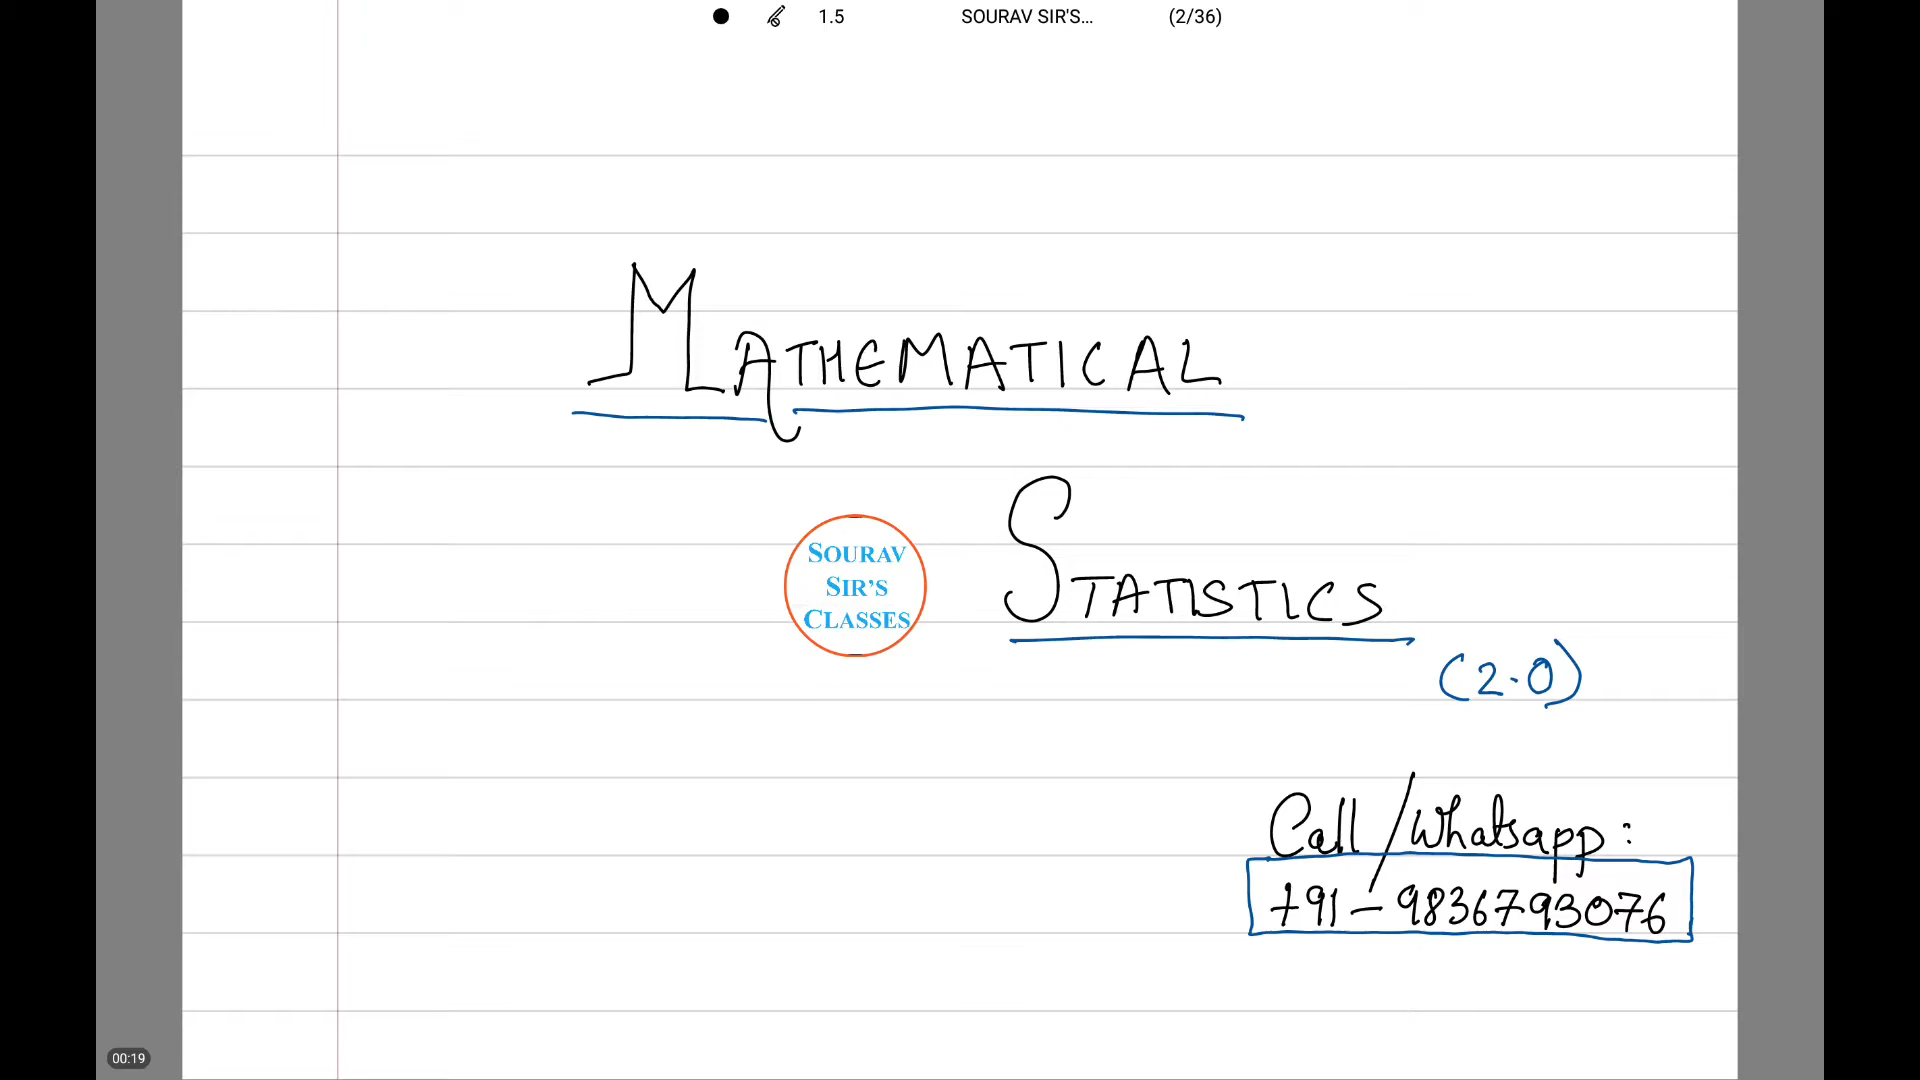 1.5 SOURAV SIR'S... (2/36)
MATHEMATICAL
STATISTICS
SOURAV
SIR'S
CLASSES
(2.0)
Call/Whatsapp:
+91-9836793076
00:19